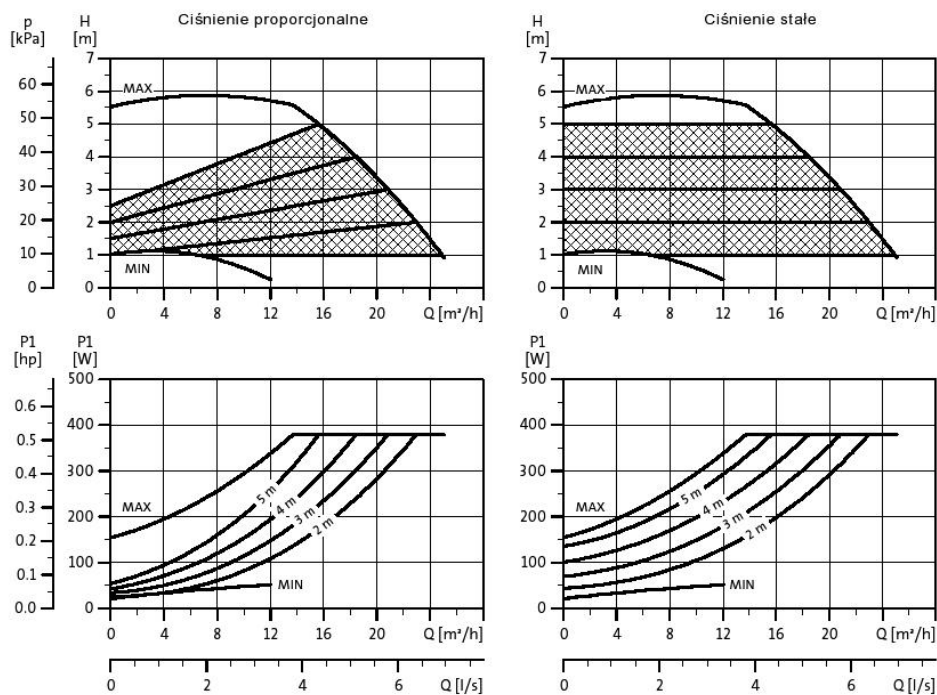 Ciśnienie proporcjonalne
p
[kPa]
H
[m]
60
50
40
30
20
10
0
7
6
5
4
3
2
1
0
MAX
MIN
0 4 8 12 16 20 Q [m³/h]
Ciśnienie stałe
H
[m]
7
6
5
4
3
2
1
0
MAX
MIN
0 4 8 12 16 20 Q [m³/h]
P1
[hp]
P1
[W]
0.6
0.5
0.4
0.3
0.2
0.1
0.0
500
400
300
200
100
0
MAX
5 m
4 m
3 m
2 m
MIN
0 4 8 12 16 20 Q [m³/h]
0 2 4 6 Q [l/s]
P1
[W]
500
400
300
200
100
0
MAX
5 m
4 m
3 m
2 m
MIN
0 4 8 12 16 20 Q [m³/h]
0 2 4 6 Q [l/s]